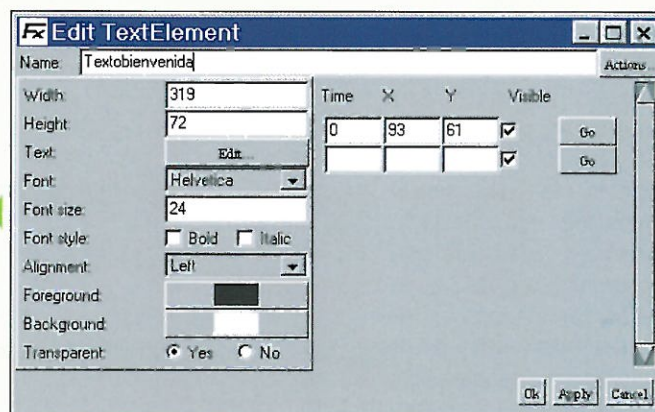 Fx Edit TextElement
Name: Textobienvenida Actions...
Width: 319
Height: 72
Text: Edit...
Font: Helvetica
Font size: 24
Font style: Bold Italic
Alignment: Left
Foreground:
Background:
Transparent: Yes No
Time X Y Visible
0 93 61 Go
Go
Ok Apply Cancel